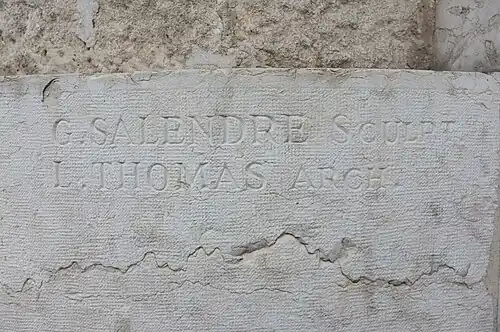 G. SALENDRE SCULPT
L. THOMAS ARCH.